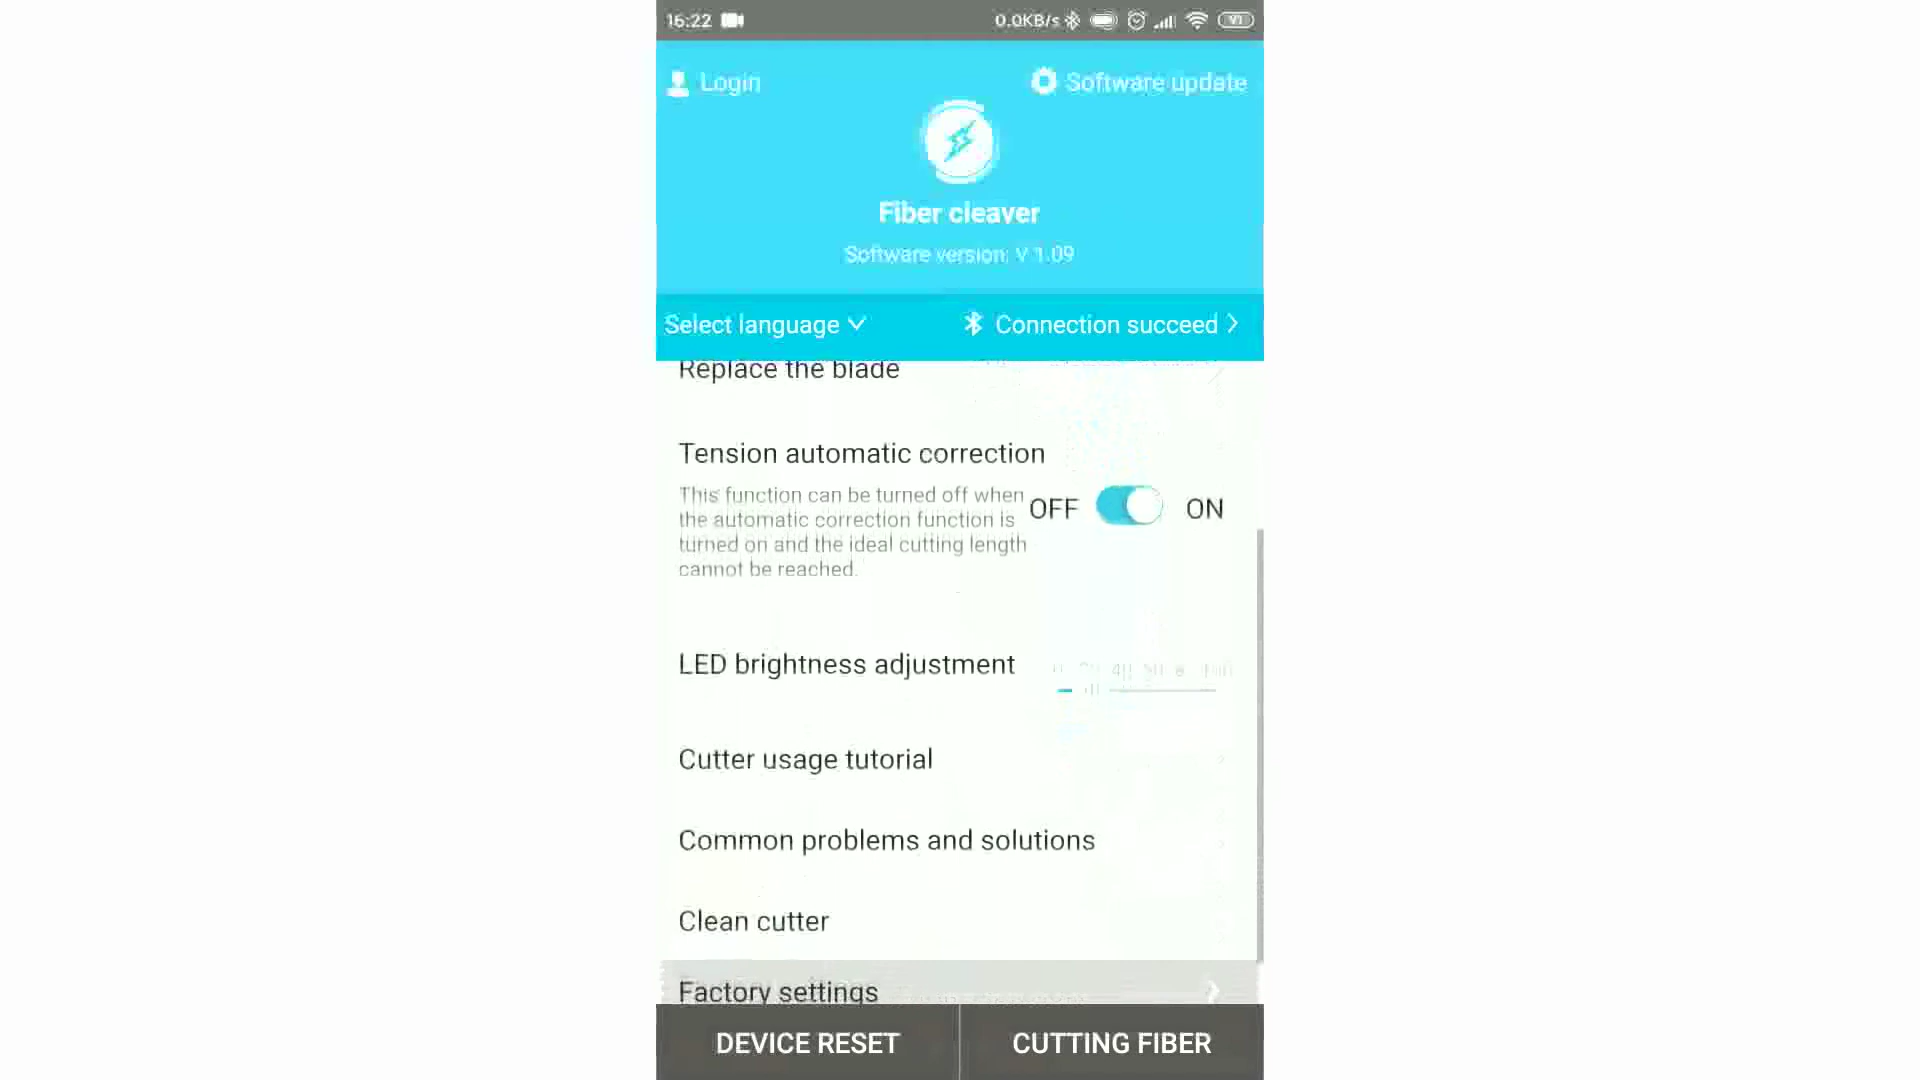 16:22 0.0KB/s
Login Software update
Fiber cleaver
Software version: V 1.09
Select language Connection succeed
Replace the blade
Tension automatic correction
This function can be turned off when
the automatic correction function is
turned on and the ideal cutting length
cannot be reached.
OFF ON
LED brightness adjustment
Cutter usage tutorial
Common problems and solutions
Clean cutter
Factory settings
DEVICE RESET CUTTING FIBER